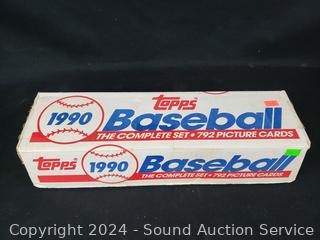 Topps
1990 Baseball
THE COMPLETE SET • 792 PICTURE CARDS
Topps 1990 Baseball
THE COMPLETE SET • 792 PICTURE CARDS
Copyright 2024 - Sound Auction Service